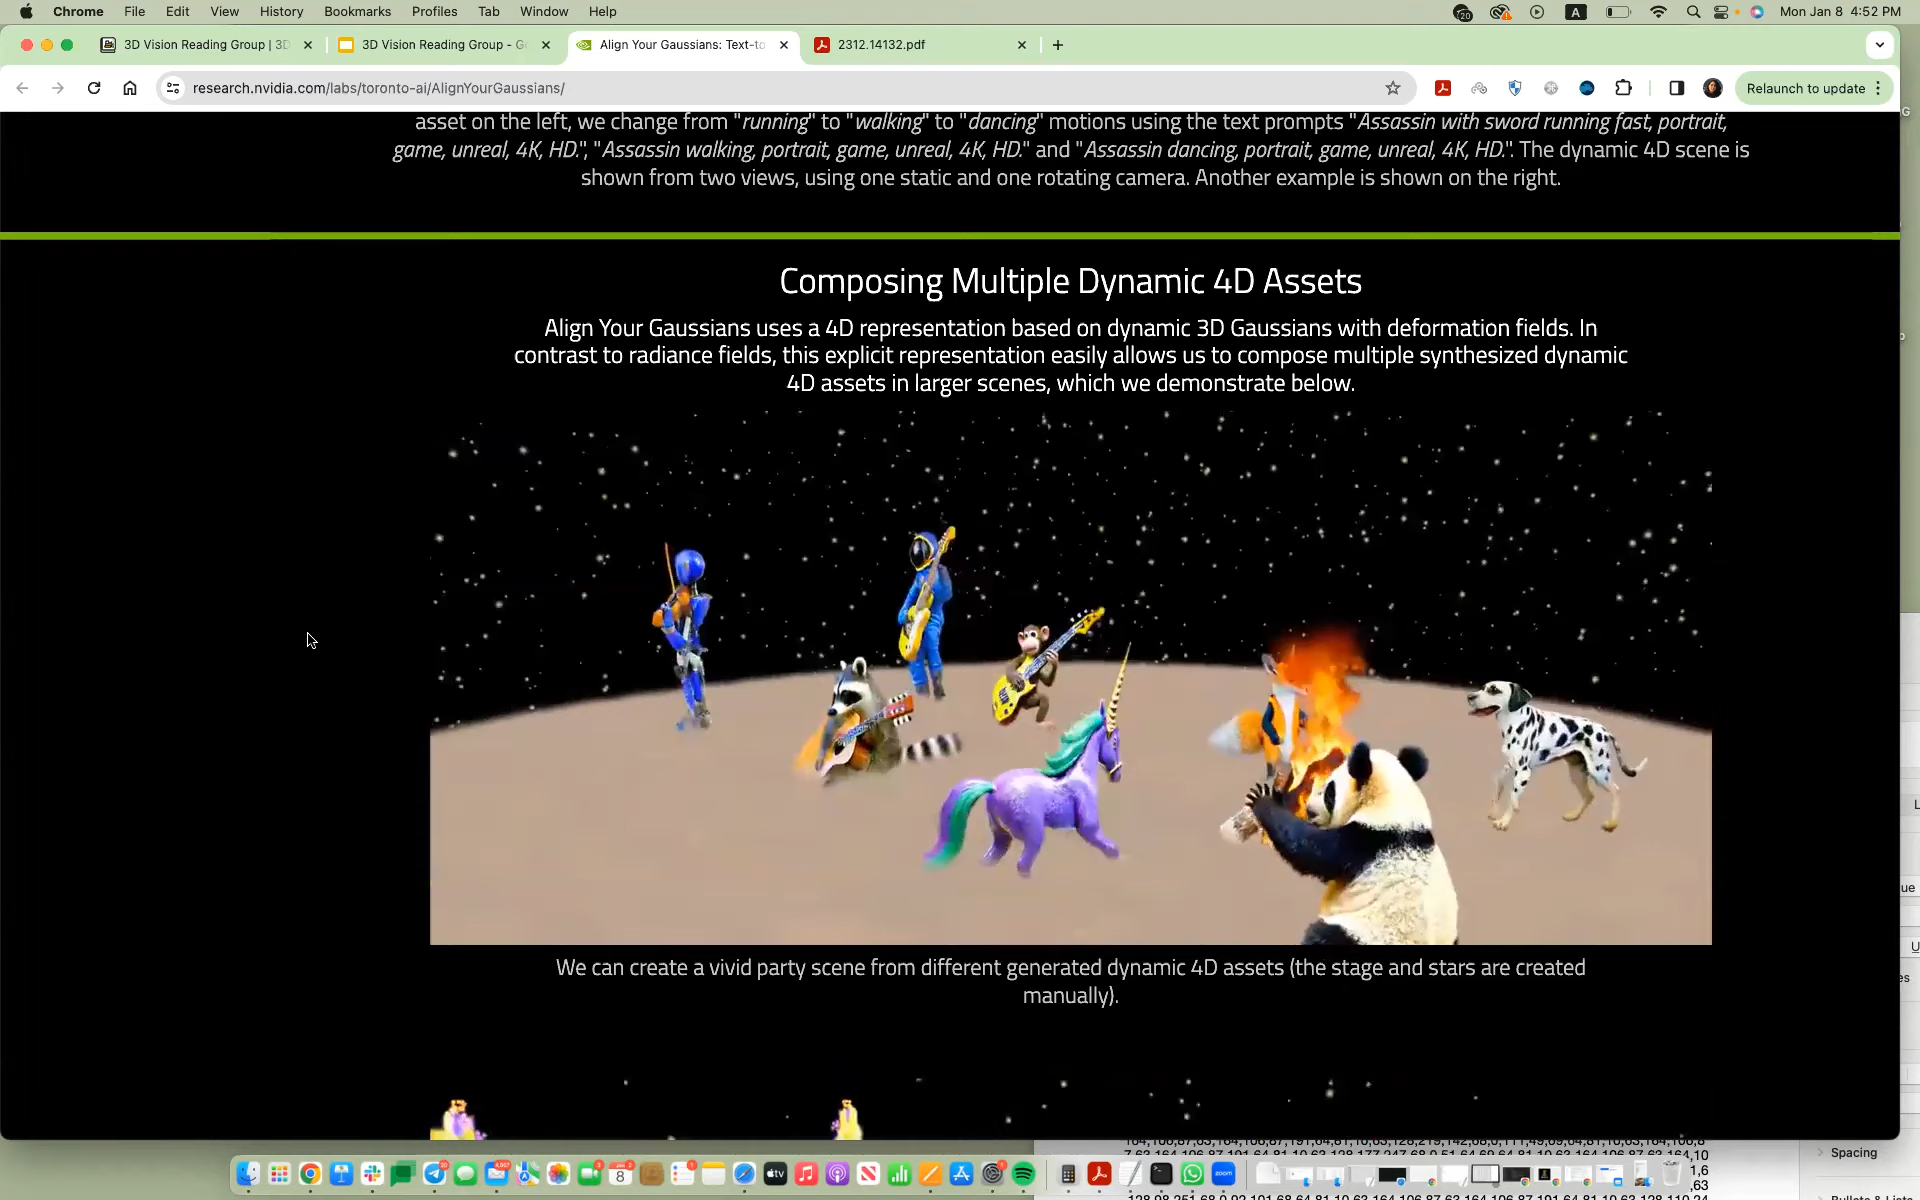 Chrome File Edit View History Bookmarks Profiles Tab Window Help
A Mon Jan 8 4:52 PM
3D Vision Reading Group | 3D
3D Vision Reading Group - Go
Align Your Gaussians: Text-to
2312.14132.pdf
research.nvidia.com/labs/toronto-ai/AlignYourGaussians/
Relaunch to update
asset on the left, we change from "running" to "walking" to "dancing" motions using the text prompts "Assassin with sword running fast, portrait,
game, unreal, 4K, HD.", "Assassin walking, portrait, game, unreal, 4K, HD." and "Assassin dancing, portrait, game, unreal, 4K, HD.". The dynamic 4D scene is
shown from two views, using one static and one rotating camera. Another example is shown on the right.
Composing Multiple Dynamic 4D Assets
Align Your Gaussians uses a 4D representation based on dynamic 3D Gaussians with deformation fields. In
contrast to radiance fields, this explicit representation easily allows us to compose multiple synthesized dynamic
4D assets in larger scenes, which we demonstrate below.
We can create a vivid party scene from different generated dynamic 4D assets (the stage and stars are created
manually).
Spacing